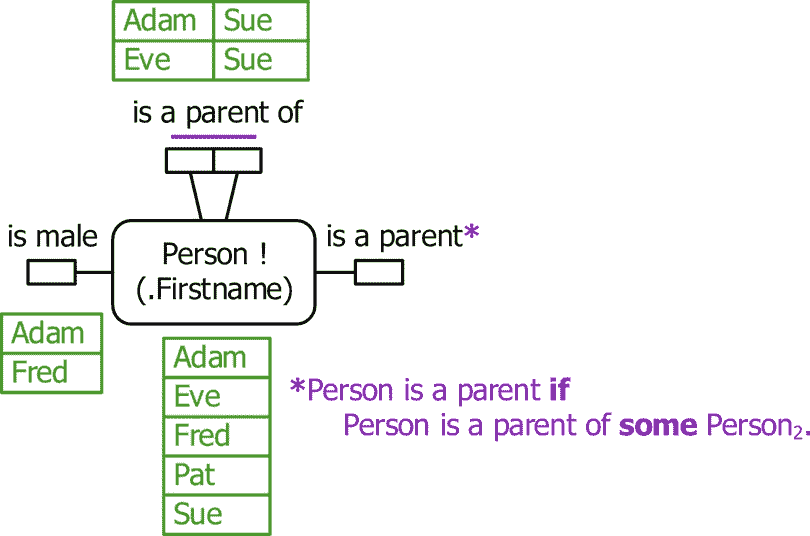 Adam Sue
Eve Sue
is a parent of
is male
Person !
(.Firstname)
is a parent*
Adam
Fred
Adam
Eve
Fred
Pat
Sue
*Person is a parent if
Person is a parent of some Person₂.